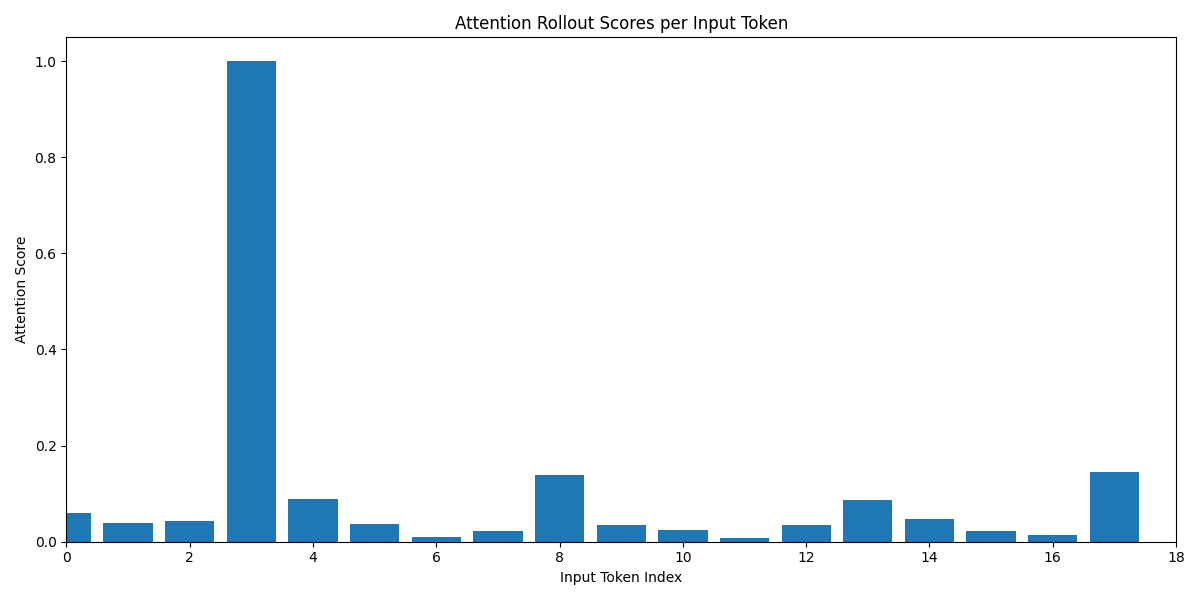 Attention Rollout Scores per Input Token
Attention Score
1.0
0.8
0.6
0.4
0.2
0.0
0 2 4 6 8 10 12 14 16 18
Input Token Index